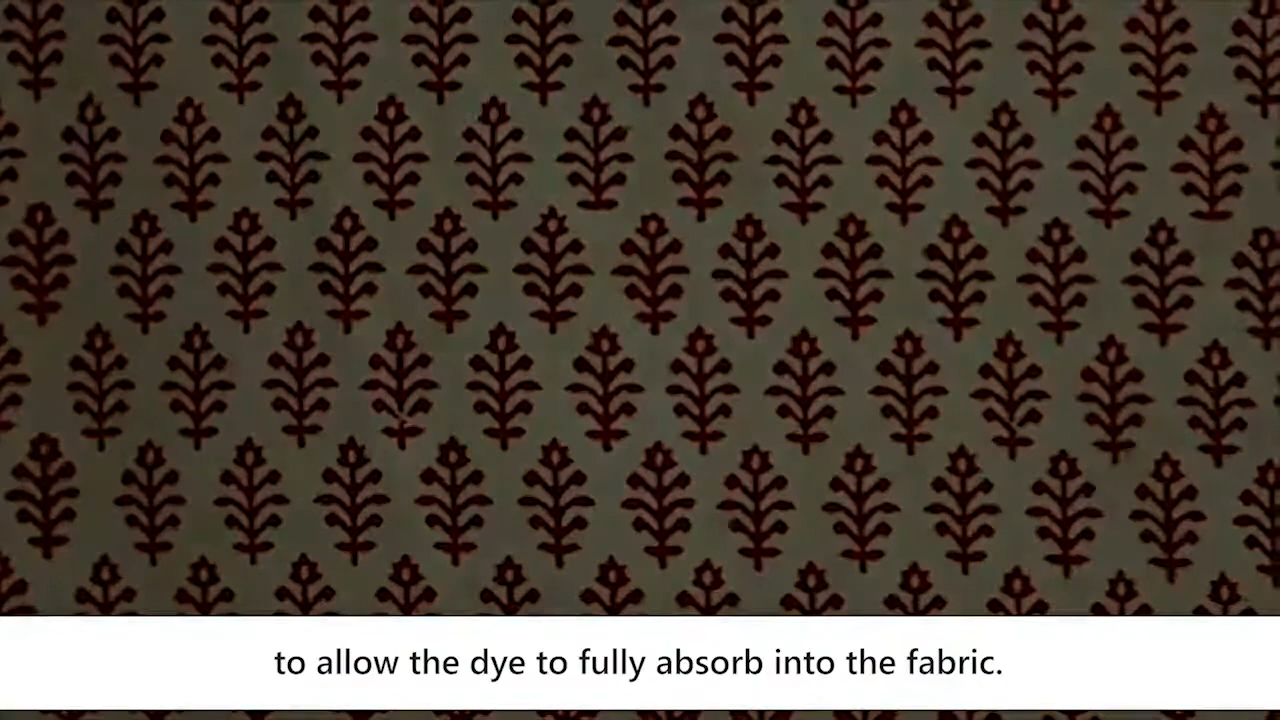 to allow the dye to fully absorb into the fabric.